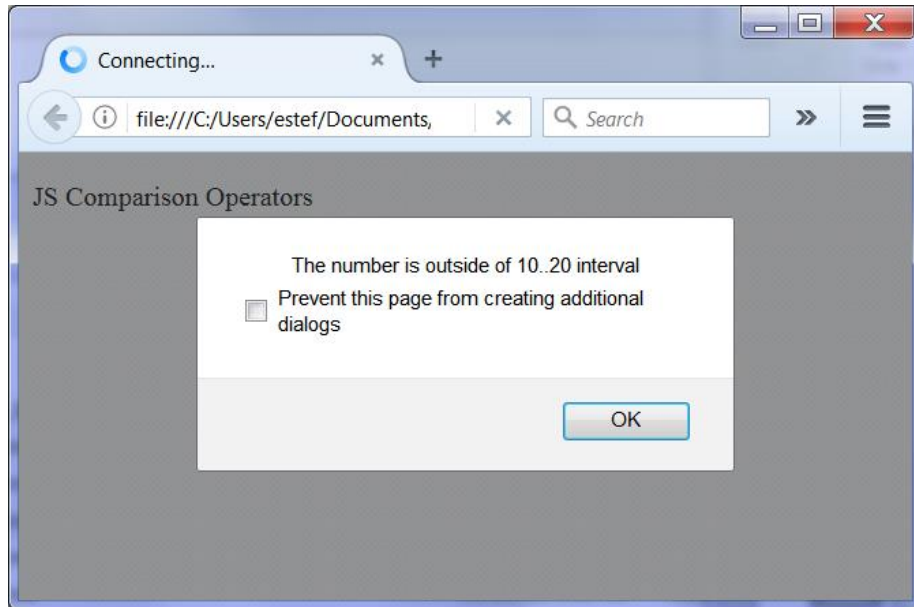 Connecting...
file:///C:/Users/estef/Documents,
Search
JS Comparison Operators
The number is outside of 10..20 interval
Prevent this page from creating additional
dialogs
OK